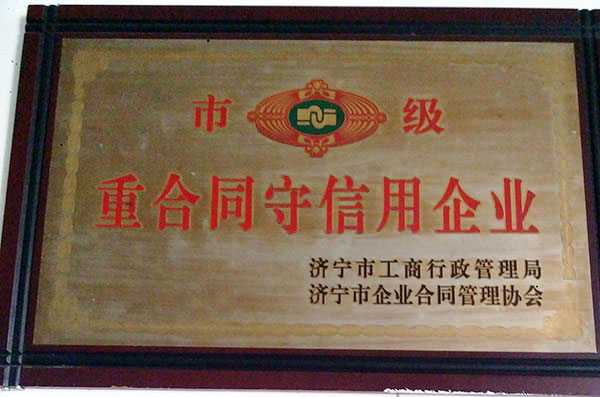 市 级
重合同守信用企业
济宁市工商行政管理局
济宁市企业合同管理协会